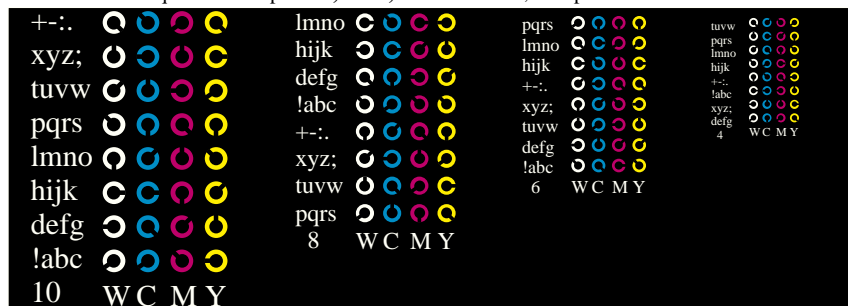 +-:.
xyz;
tuvw
pqrs
lmno
hijk
defg
!abc
10 W C M Y
lmno
hijk
defg
!abc
+-:.
xyz;
tuvw
pqrs
8 W C M Y
pqrs
lmno
hijk
+-:.
xyz;
tuvw
defg
!abc
6 W C M Y
tuvw
pqrs
lmno
hijk
+-:.
!abc
xyz;
defg
4 W C M Y